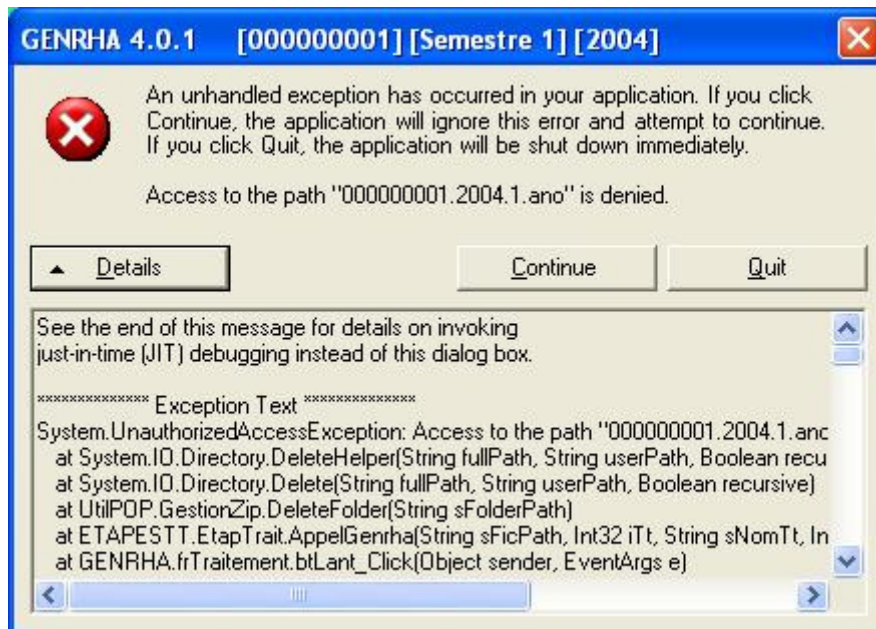 GENRHA 4.0.1 [000000001] [Semestre 1] [2004]
An unhandled exception has occurred in your application. If you click
Continue, the application will ignore this error and attempt to continue.
If you click Quit, the application will be shut down immediately.
Access to the path "000000001.2004.1.ano" is denied.
Details
Continue
Quit
See the end of this message for details on invoking
just-in-time (JIT) debugging instead of this dialog box.
************** Exception Text **************
System.UnauthorizedAccessException: Access to the path "000000001.2004.1.anc
at System.IO.Directory.DeleteHelper(String fullPath, String userPath, Boolean recu
at System.IO.Directory.Delete(String fullPath, String userPath, Boolean recursive)
at UtilPOP.GestionZip.DeleteFolder(String sFolderPath)
at ETAPESTT.EtapTrait.AppelGenrha(String sFicPath, Int32 iTt, String sNomTt, In
at GENRHA.frTraitement.btLant_Click(Object sender, EventArgs e)